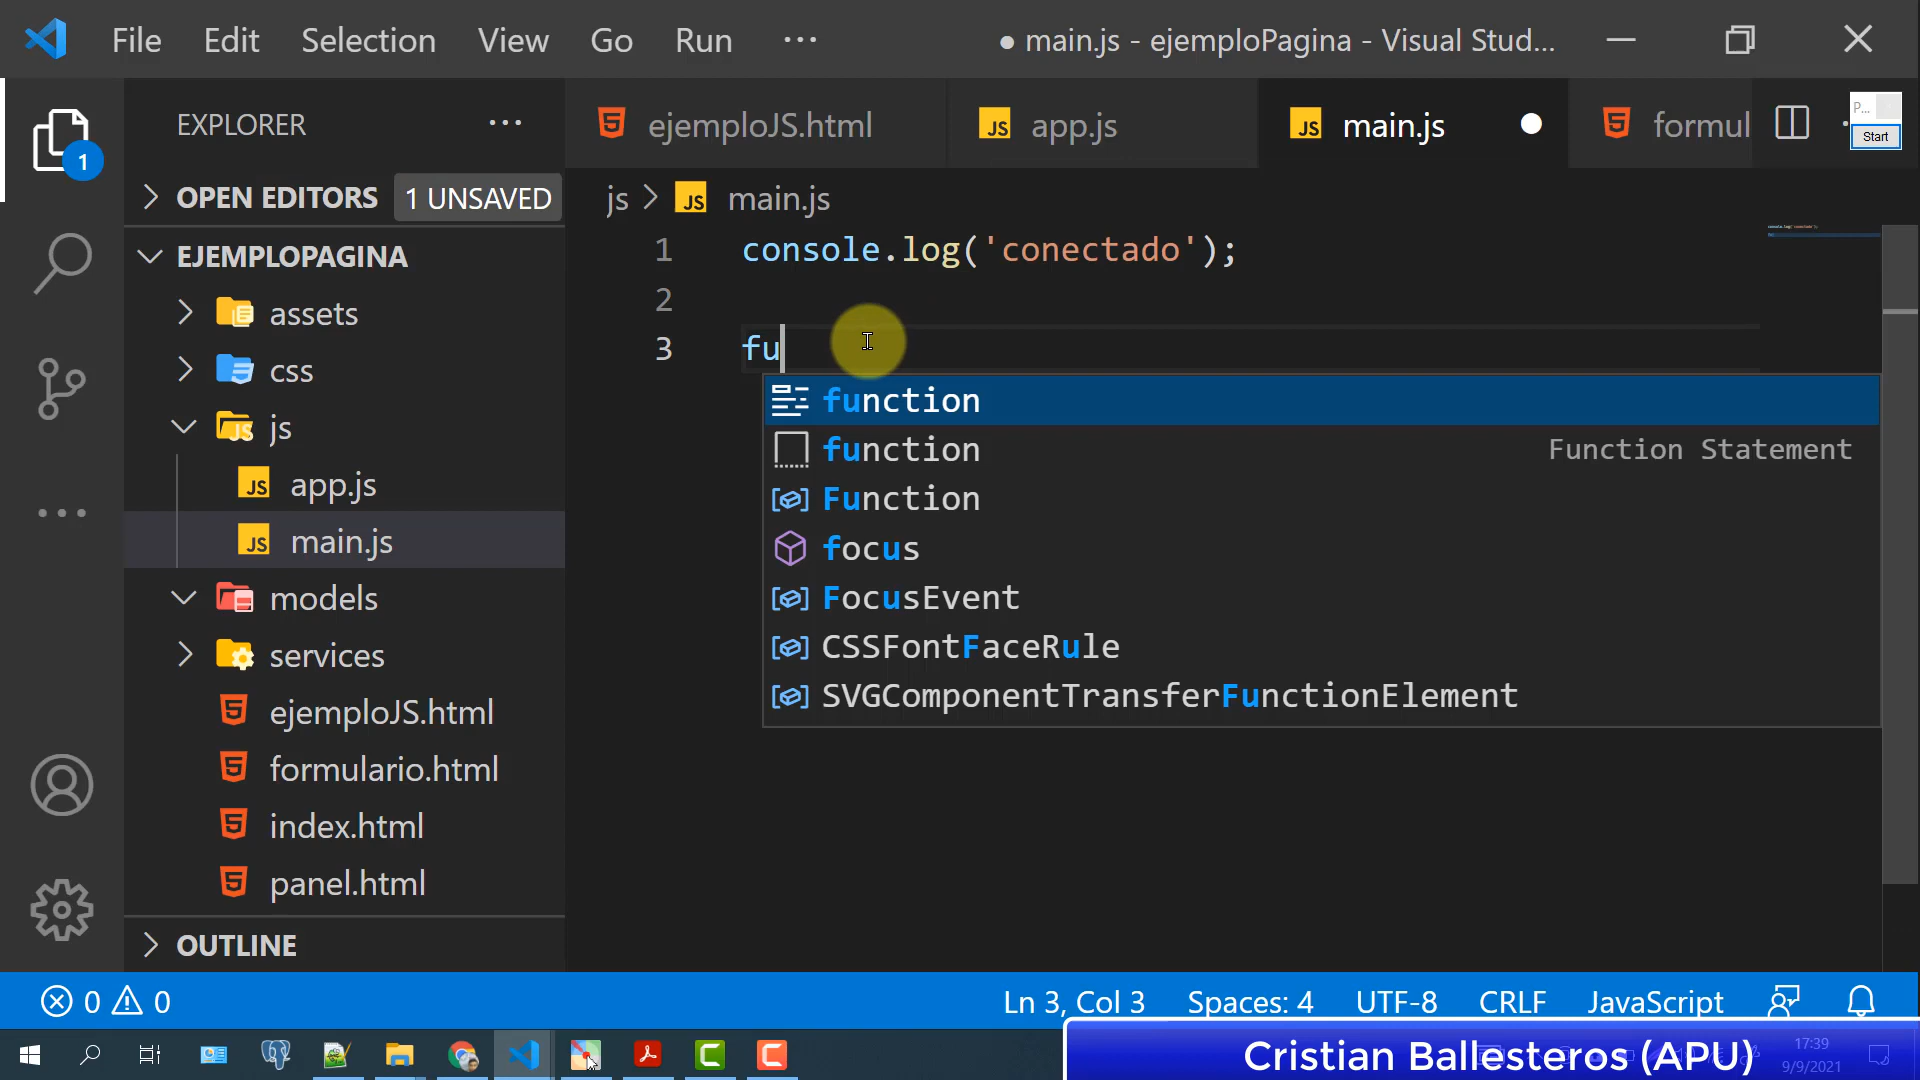 File Edit Selection View Go Run ...
● main.js - ejemploPagina - Visual Stud...
EXPLORER ...
ejemploJS.html
app.js
main.js
formul
P...
Start
1
OPEN EDITORS 1 UNSAVED
js > main.js
EJEMPLOPAGINA
assets
css
js
app.js
main.js
models
services
ejemploJS.html
formulario.html
index.html
panel.html
OUTLINE
1 console.log('conectado');
2
3 fu
function
function Function Statement
Function
focus
FocusEvent
CSSFontFaceRule
SVGComponentTransferFunctionElement
0 0
Ln 3, Col 3 Spaces: 4 UTF-8 CRLF JavaScript
Cristian Ballesteros (APU)
17:39
9/9/2021